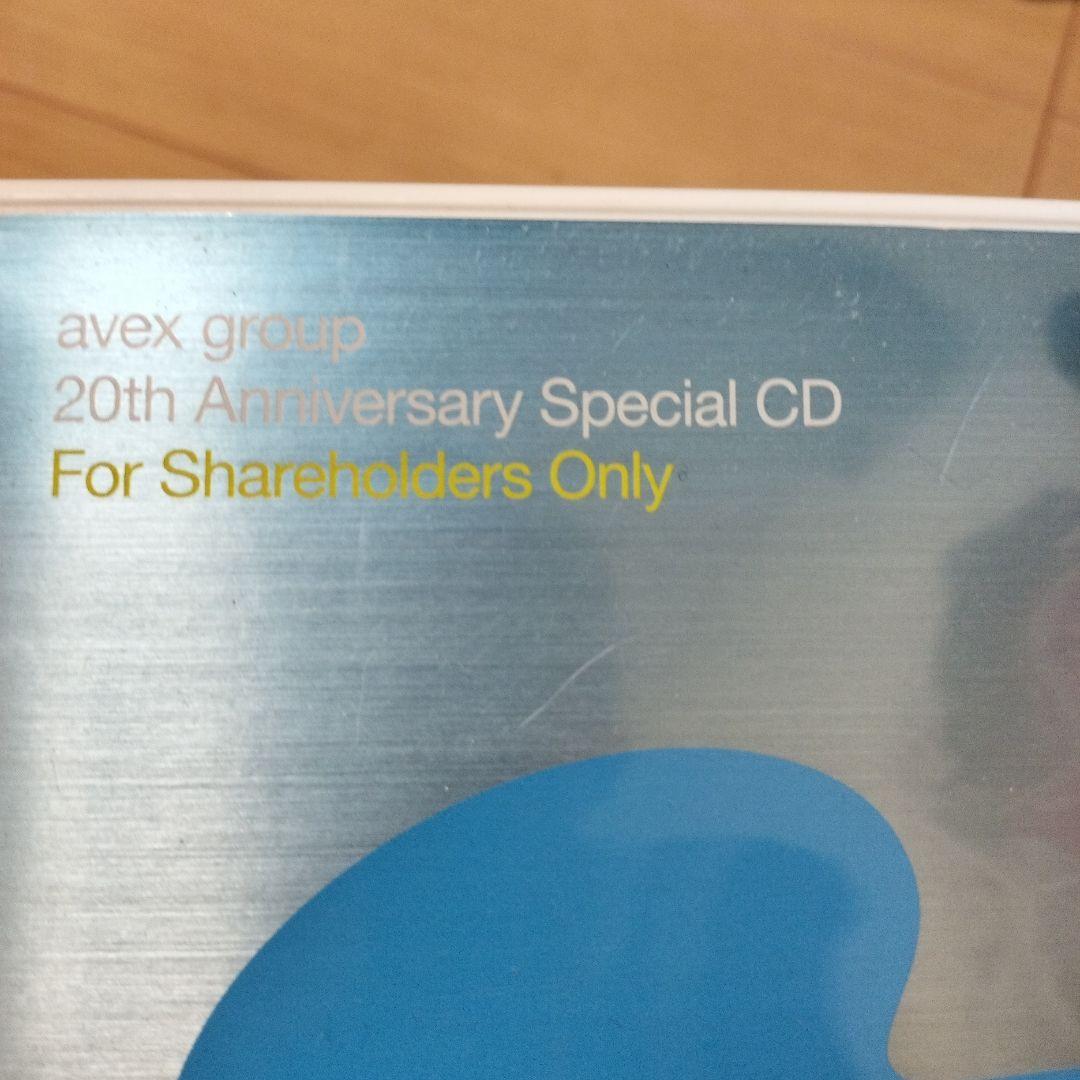 avex group
20th Anniversary Special CD
For Shareholders Only